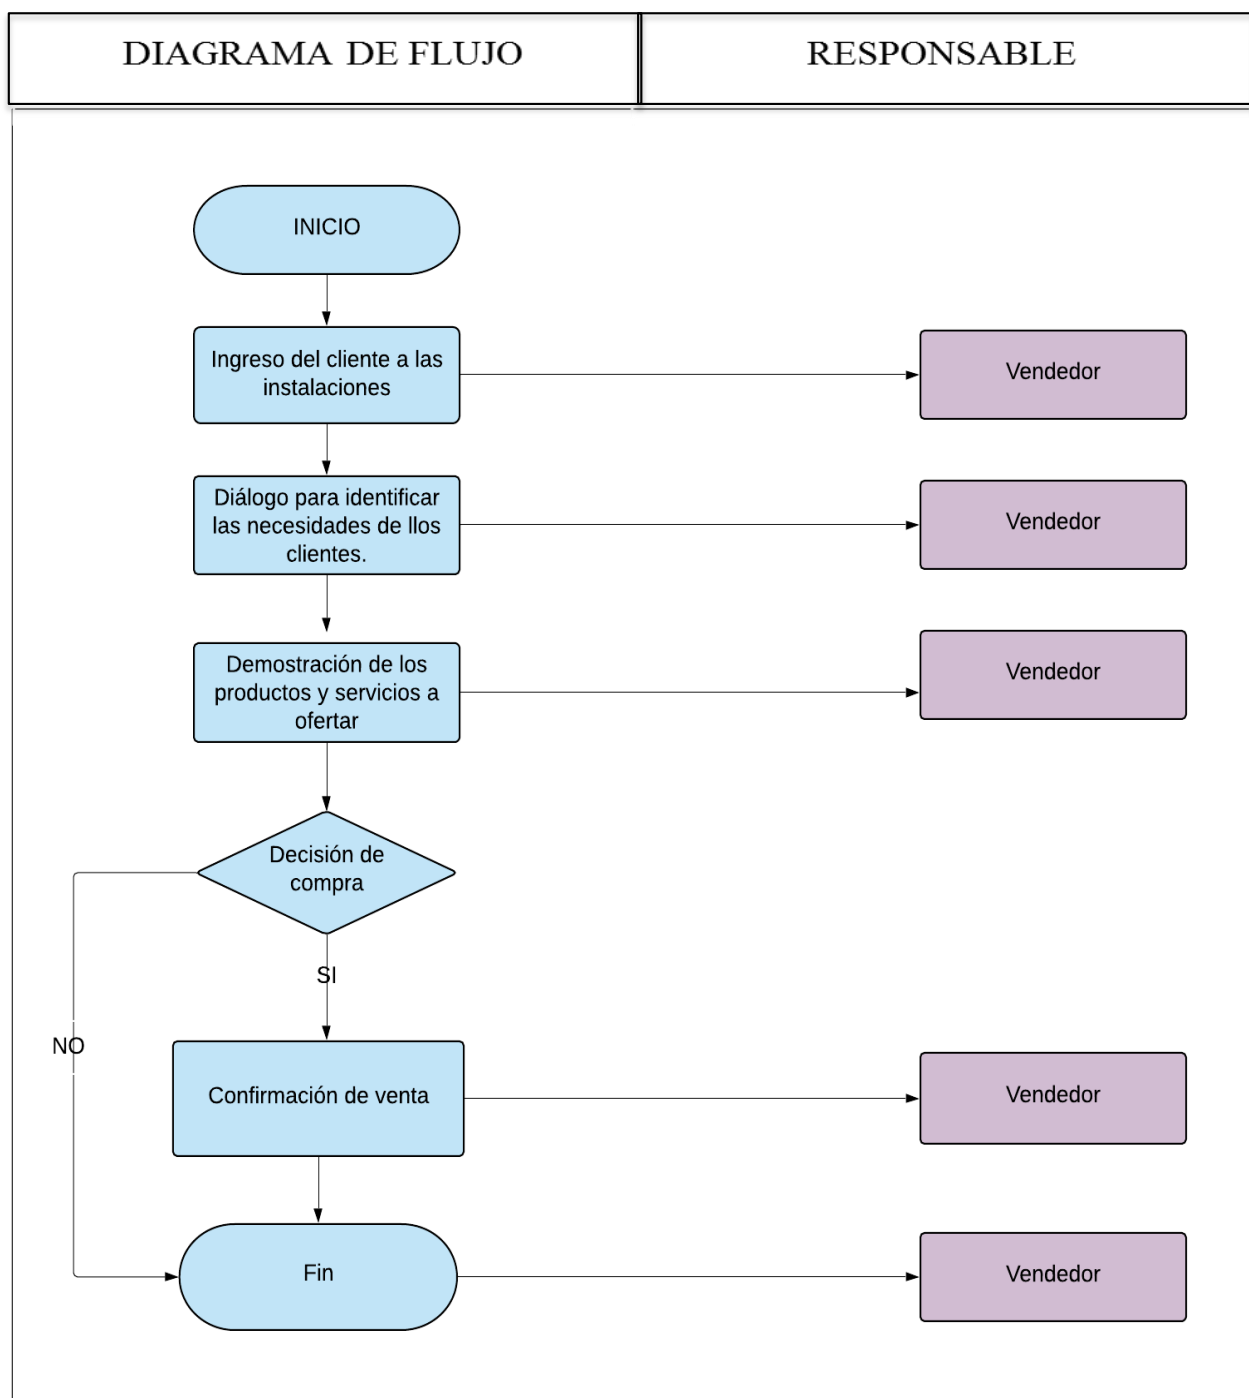 DIAGRAMA DE FLUJO
RESPONSABLE
INICIO
Ingreso del cliente a las
instalaciones
Vendedor
Diálogo para identificar
las necesidades de llos
clientes.
Vendedor
Demostración de los
productos y servicios a
ofertar
Vendedor
Decisión de
compra
SI
NO
Confirmación de venta
Vendedor
Fin
Vendedor